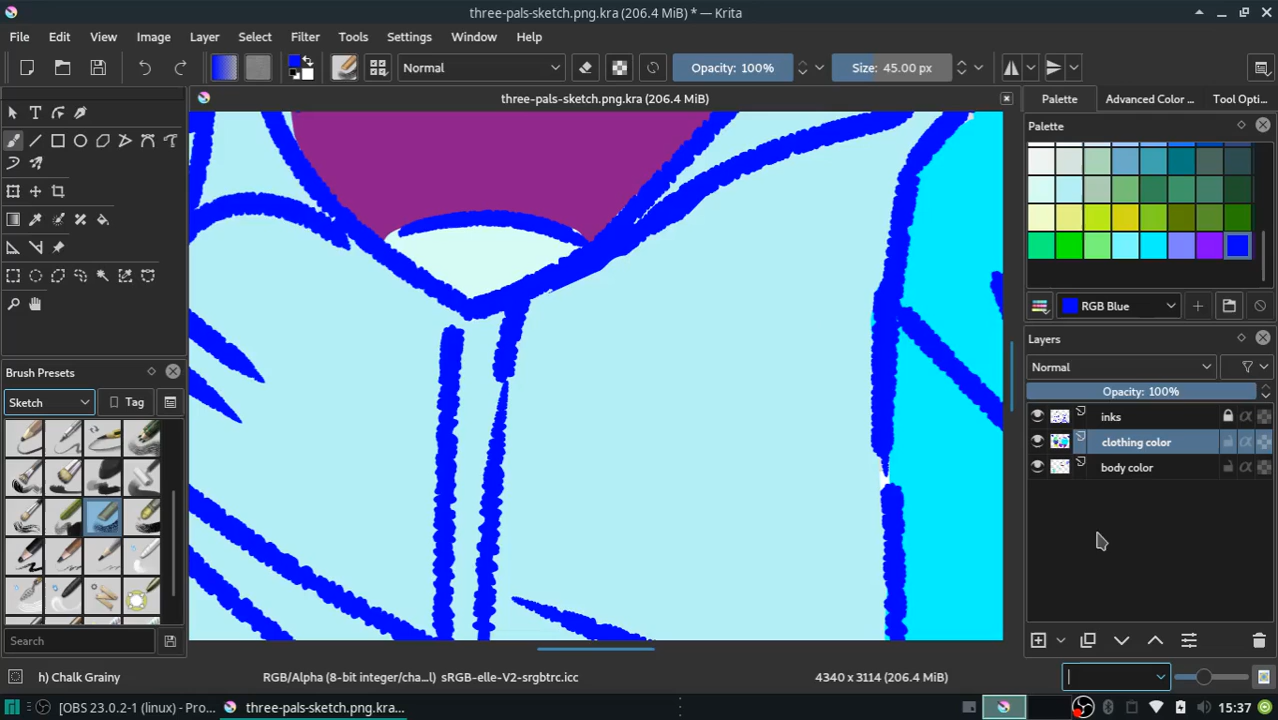 three-pals-sketch.png.kra (206.4 MiB) * — Krita
File Edit View Image Layer Select Filter Tools Settings Window Help
Normal Opacity: 100% Size: 45.00 px
three-pals-sketch.png.kra (206.4 MiB)
Palette Advanced Color ... Tool Opti...
Palette
RGB Blue
Layers
Normal
Opacity: 100%
inks
clothing color
body color
Brush Presets
Sketch Tag
Search
h) Chalk Grainy RGB/Alpha (8-bit integer/cha...l) sRGB-elle-V2-srgbtrc.icc 4340 x 3114 (206.4 MiB)
[OBS 23.0.2-1 (linux) - Pro... three-pals-sketch.png.kra... 15:37